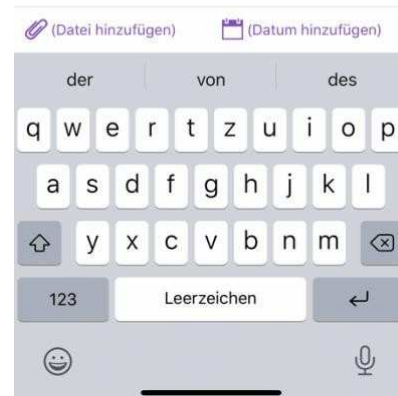 (Datei hinzufügen) (Datum hinzufügen)
der von des
q w e r t z u i o p
a s d f g h j k l
y x c v b n m
123 Leerzeichen